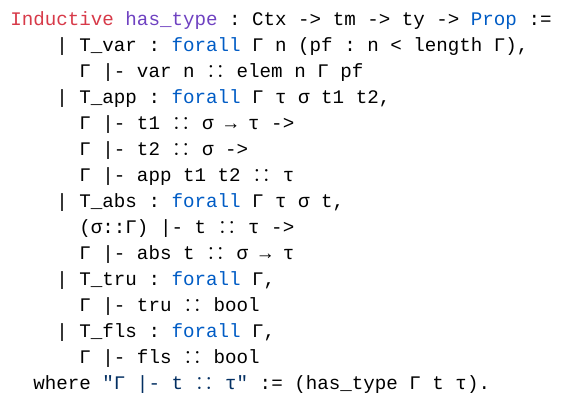 Inductive has_type : Ctx -> tm -> ty -> Prop :=
| T_var : forall Γ n (pf : n < length Γ),
Γ |- var n ∷ elem n Γ pf
| T_app : forall Γ τ σ t1 t2,
Γ |- t1 ∷ σ → τ ->
Γ |- t2 ∷ σ ->
Γ |- app t1 t2 ∷ τ
| T_abs : forall Γ τ σ t,
(σ::Γ) |- t ∷ τ ->
Γ |- abs t ∷ σ → τ
| T_tru : forall Γ,
Γ |- tru ∷ bool
| T_fls : forall Γ,
Γ |- fls ∷ bool
where "Γ |- t ∷ τ" := (has_type Γ t τ).